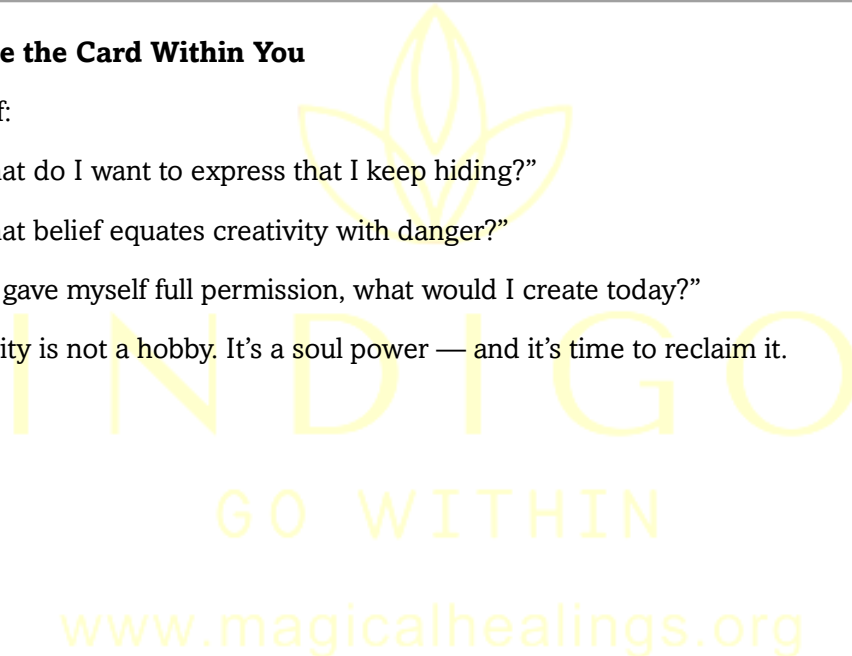 e the Card Within You
f:
at do I want to express that I keep hiding?”
at belief equates creativity with danger?”
gave myself full permission, what would I create today?”
ity is not a hobby. It’s a soul power — and it’s time to reclaim it.
INDIGO
GO WITHIN
www.magicalhealings.org